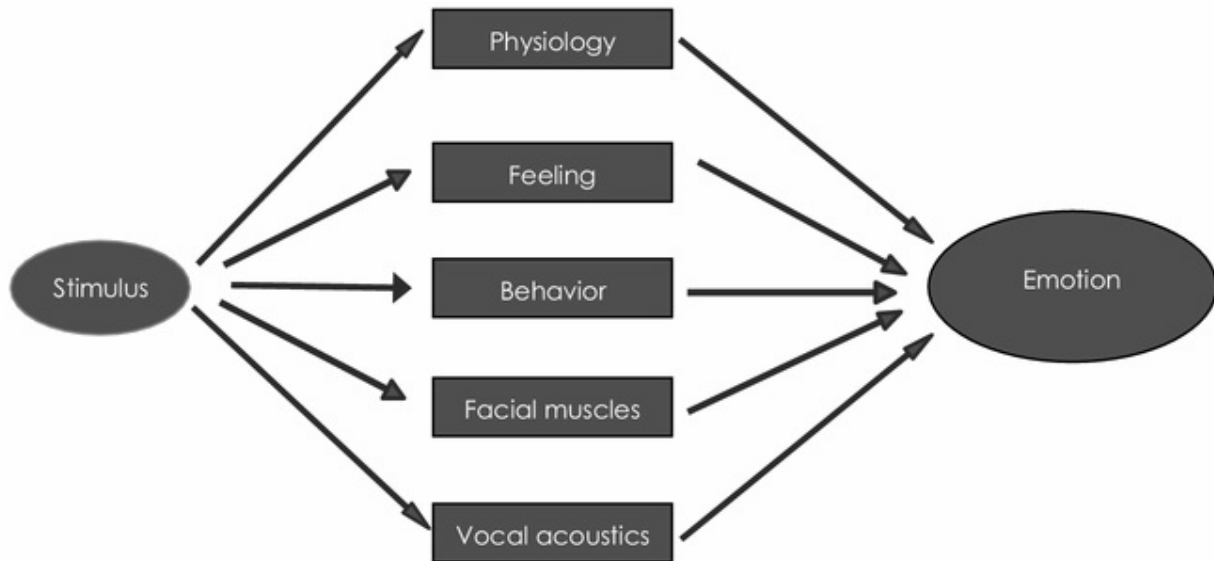 Physiology
Feeling
Stimulus
Behavior
Emotion
Facial muscles
Vocal acoustics